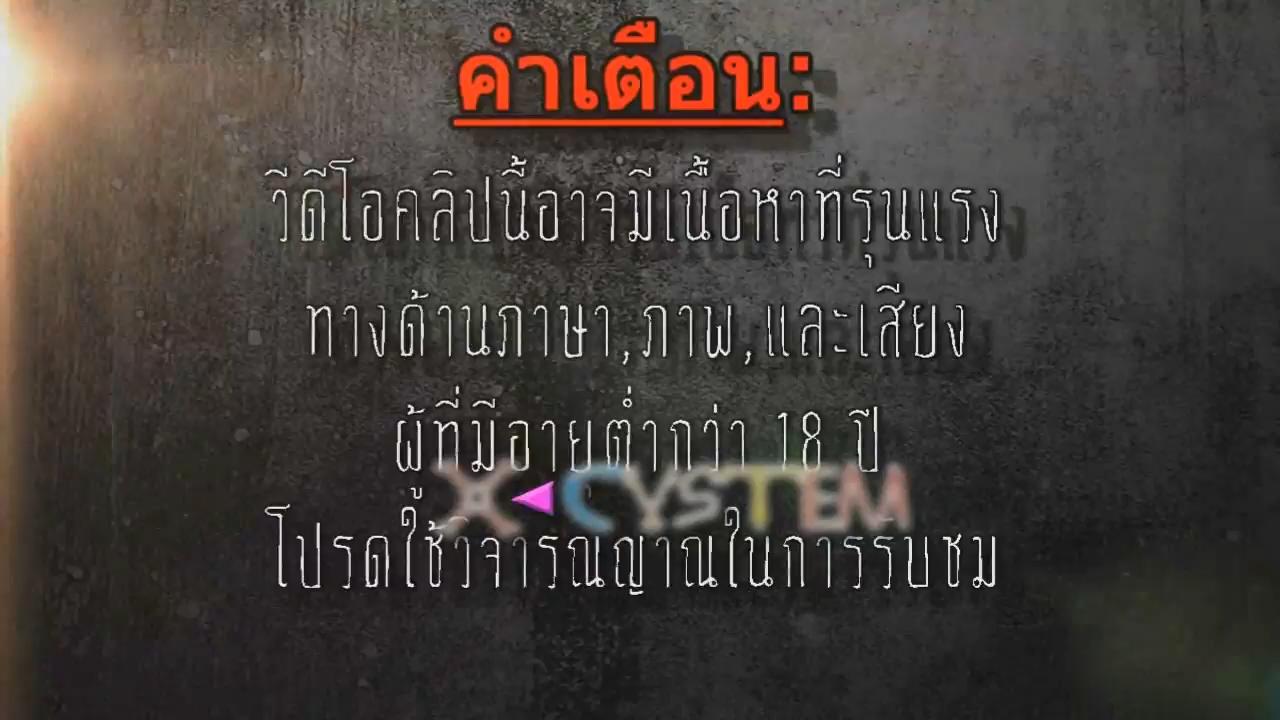 คำเตือน:
วีดีโอคลิปนี้อาจมีเนื้อหาที่รุนแรง
ทางด้านภาษา,ภาพ,และเสียง
ผู้ที่มีอายุต่ำกว่า 18 ปี
X CYSTEM
โปรดใช้วิจารณญาณในการรับชม